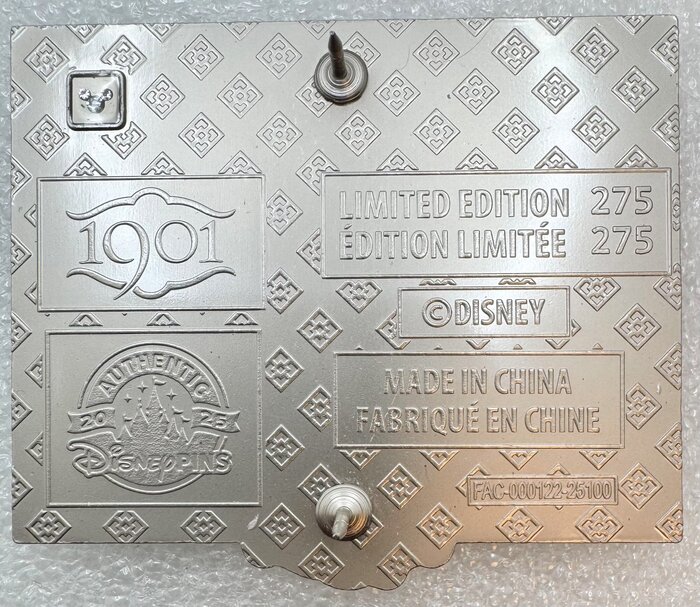 1901
LIMITED EDITION 275
ÉDITION LIMITÉE 275
©DISNEY
AUTHENTIC
2026
DISNEY PINS
MADE IN CHINA
FABRIQUÉ EN CHINE
FAC-000122-25100